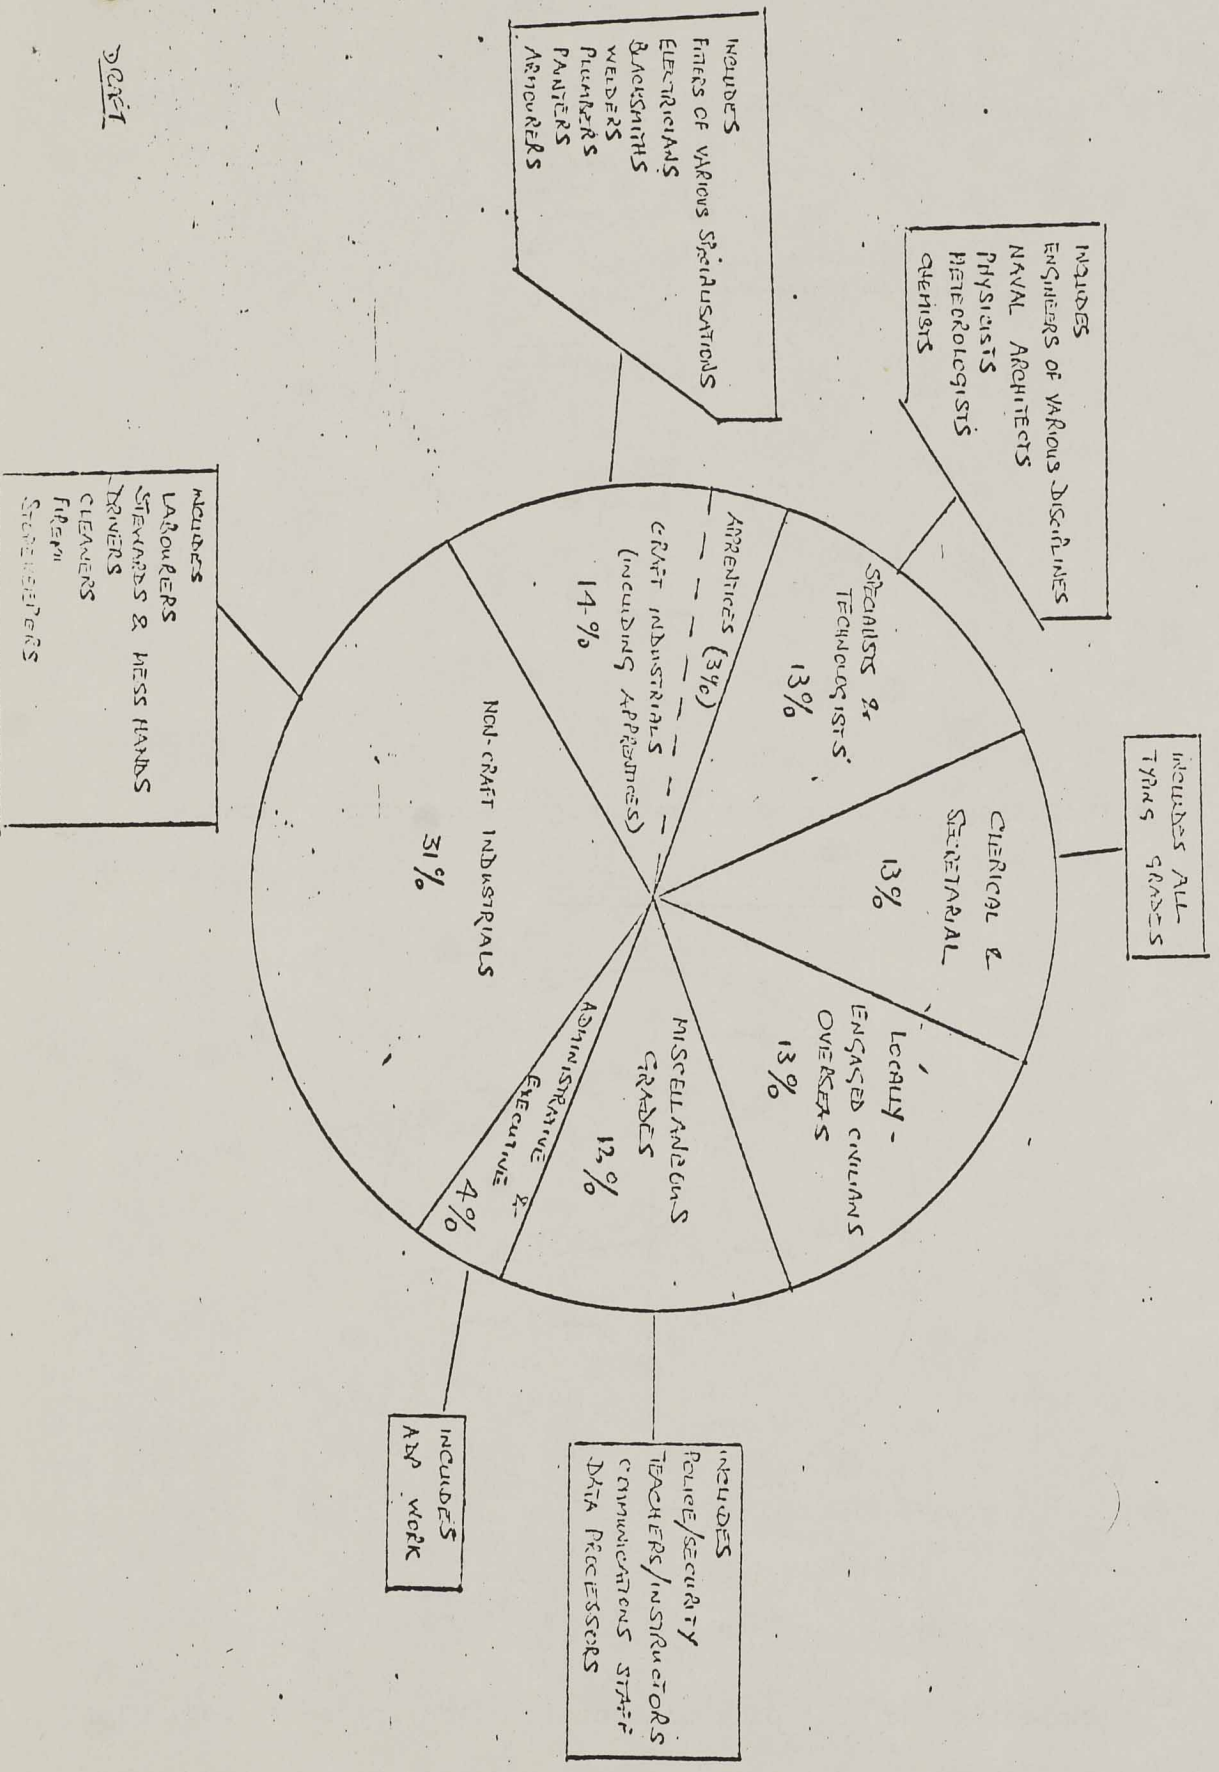 INCLUDES
ENGINEERS OF VARIOUS DISCIPLINES
NAVAL ARCHITECTS
PHYSICISTS
METEOROLOGISTS
CHEMISTS
INCLUDES ALL
TYPING GRADES
INCLUDES
FITTERS OF VARIOUS SPECIALISATIONS
ELECTRICIANS
BLACKSMITHS
WELDERS
PLUMBERS
PAINTERS
ARMOURERS
SPECIALISTS &
TECHNOLOGISTS
13%
CLERICAL &
SECRETARIAL
13%
LOCALLY-
ENGAGED CIVILIANS
OVERSEAS
13%
APPRENTICES (3%)
CRAFT INDUSTRIALS
(INCLUDING APPRENTICES)
14%
MISCELLANEOUS
GRADES
12%
ADMINISTRATIVE &
EXECUTIVE
4%
NON-CRAFT INDUSTRIALS
31%
INCLUDES
POLICE/SECURITY
TEACHERS/INSTRUCTORS
COMMUNICATIONS STAFF
DATA PROCESSORS
INCLUDES
ADP WORK
INCLUDES
LABOURERS
STEWARDS & MESS HANDS
DRIVERS
CLEANERS
FIREMEN
STOREKEEPERS
DRAFT